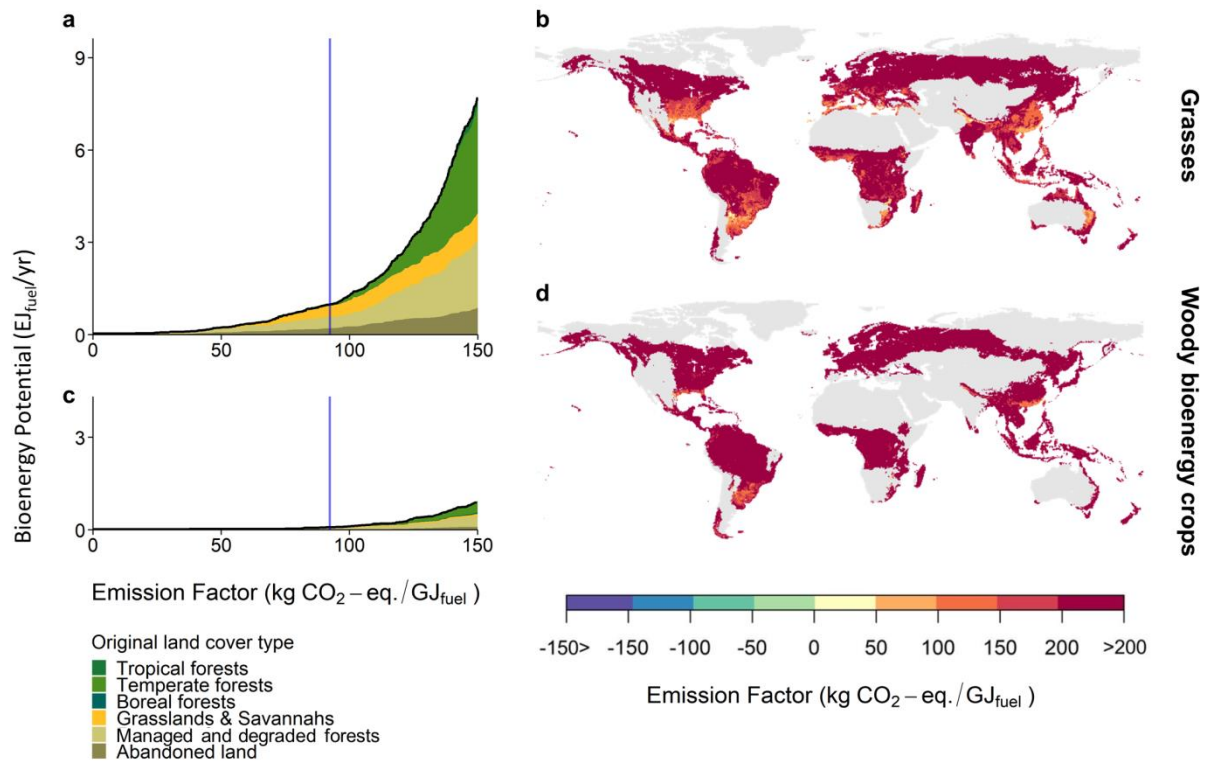 a
9
6
3
0
0 50 100 150
c
3
0
0 50 100 150
Bioenergy Potential (EJfuel/yr)
Emission Factor (kg CO2 – eq./GJfuel )
Original land cover type
Tropical forests
Temperate forests
Boreal forests
Grasslands & Savannahs
Managed and degraded forests
Abandoned land
b
Grasses
d
Woody bioenergy crops
-150> -150 -100 -50 0 50 100 150 200 >200
Emission Factor (kg CO2 – eq./GJfuel )